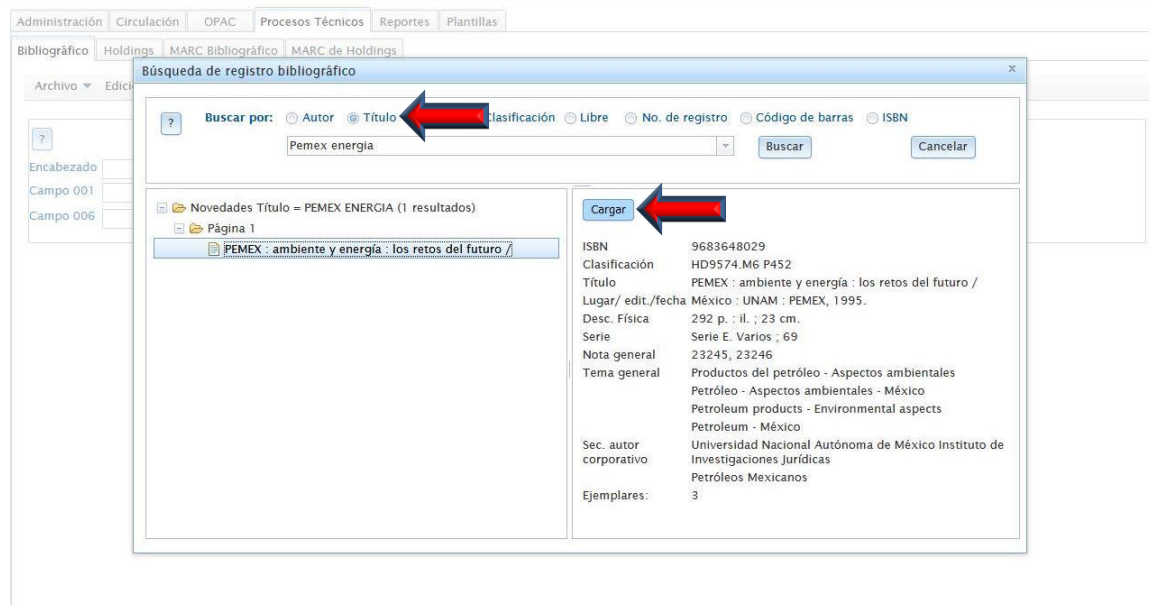 Administración Circulación OPAC Procesos Técnicos Reportes Plantillas
Bibliográfico Holdings MARC Bibliográfico MARC de Holdings
Búsqueda de registro bibliográfico x
Archivo Edici
? Buscar por: Autor Título Clasificación Libre No. de registro Código de barras ISBN
?
Pemex energia Buscar Cancelar
Encabezado
Campo 001
Campo 006
Novedades Título = PEMEX ENERGIA (1 resultados)
Página 1
PEMEX : ambiente y energía : los retos del futuro /
Cargar
ISBN 9683648029
Clasificación HD9574.M6 P452
Título PEMEX : ambiente y energía : los retos del futuro /
Lugar/ edit./fecha México : UNAM : PEMEX, 1995.
Desc. Física 292 p. : il. ; 23 cm.
Serie Serie E. Varios ; 69
Nota general 23245, 23246
Tema general Productos del petróleo - Aspectos ambientales
Petróleo - Aspectos ambientales - México
Petroleum products - Environmental aspects
Petroleum - México
Sec. autor corporativo Universidad Nacional Autónoma de México Instituto de
Investigaciones Jurídicas
Petróleos Mexicanos
Ejemplares: 3